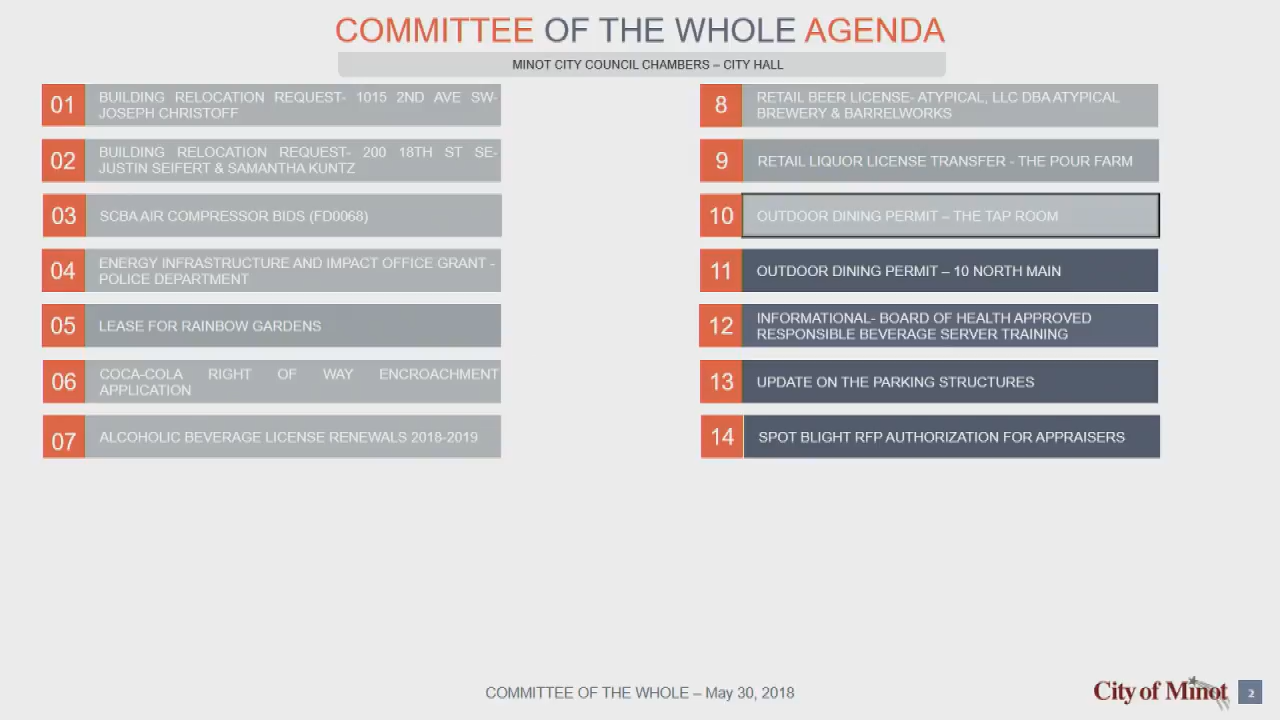 COMMITTEE OF THE WHOLE AGENDA
MINOT CITY COUNCIL CHAMBERS – CITY HALL
01
BUILDING RELOCATION REQUEST- 1015 2ND AVE SW-
JOSEPH CHRISTOFF
02
BUILDING RELOCATION REQUEST- 200 18TH ST SE-
JUSTIN SEIFERT & SAMANTHA KUNTZ
03
SCBA AIR COMPRESSOR BIDS (FD0068)
04
ENERGY INFRASTRUCTURE AND IMPACT OFFICE GRANT -
POLICE DEPARTMENT
05
LEASE FOR RAINBOW GARDENS
06
COCA-COLA RIGHT OF WAY ENCROACHMENT
APPLICATION
07
ALCOHOLIC BEVERAGE LICENSE RENEWALS 2018-2019
8
RETAIL BEER LICENSE- ATYPICAL, LLC DBA ATYPICAL
BREWERY & BARRELWORKS
9
RETAIL LIQUOR LICENSE TRANSFER - THE POUR FARM
10
OUTDOOR DINING PERMIT – THE TAP ROOM
11
OUTDOOR DINING PERMIT – 10 NORTH MAIN
12
INFORMATIONAL- BOARD OF HEALTH APPROVED
RESPONSIBLE BEVERAGE SERVER TRAINING
13
UPDATE ON THE PARKING STRUCTURES
14
SPOT BLIGHT RFP AUTHORIZATION FOR APPRAISERS
COMMITTEE OF THE WHOLE – May 30, 2018
City of Minot
2